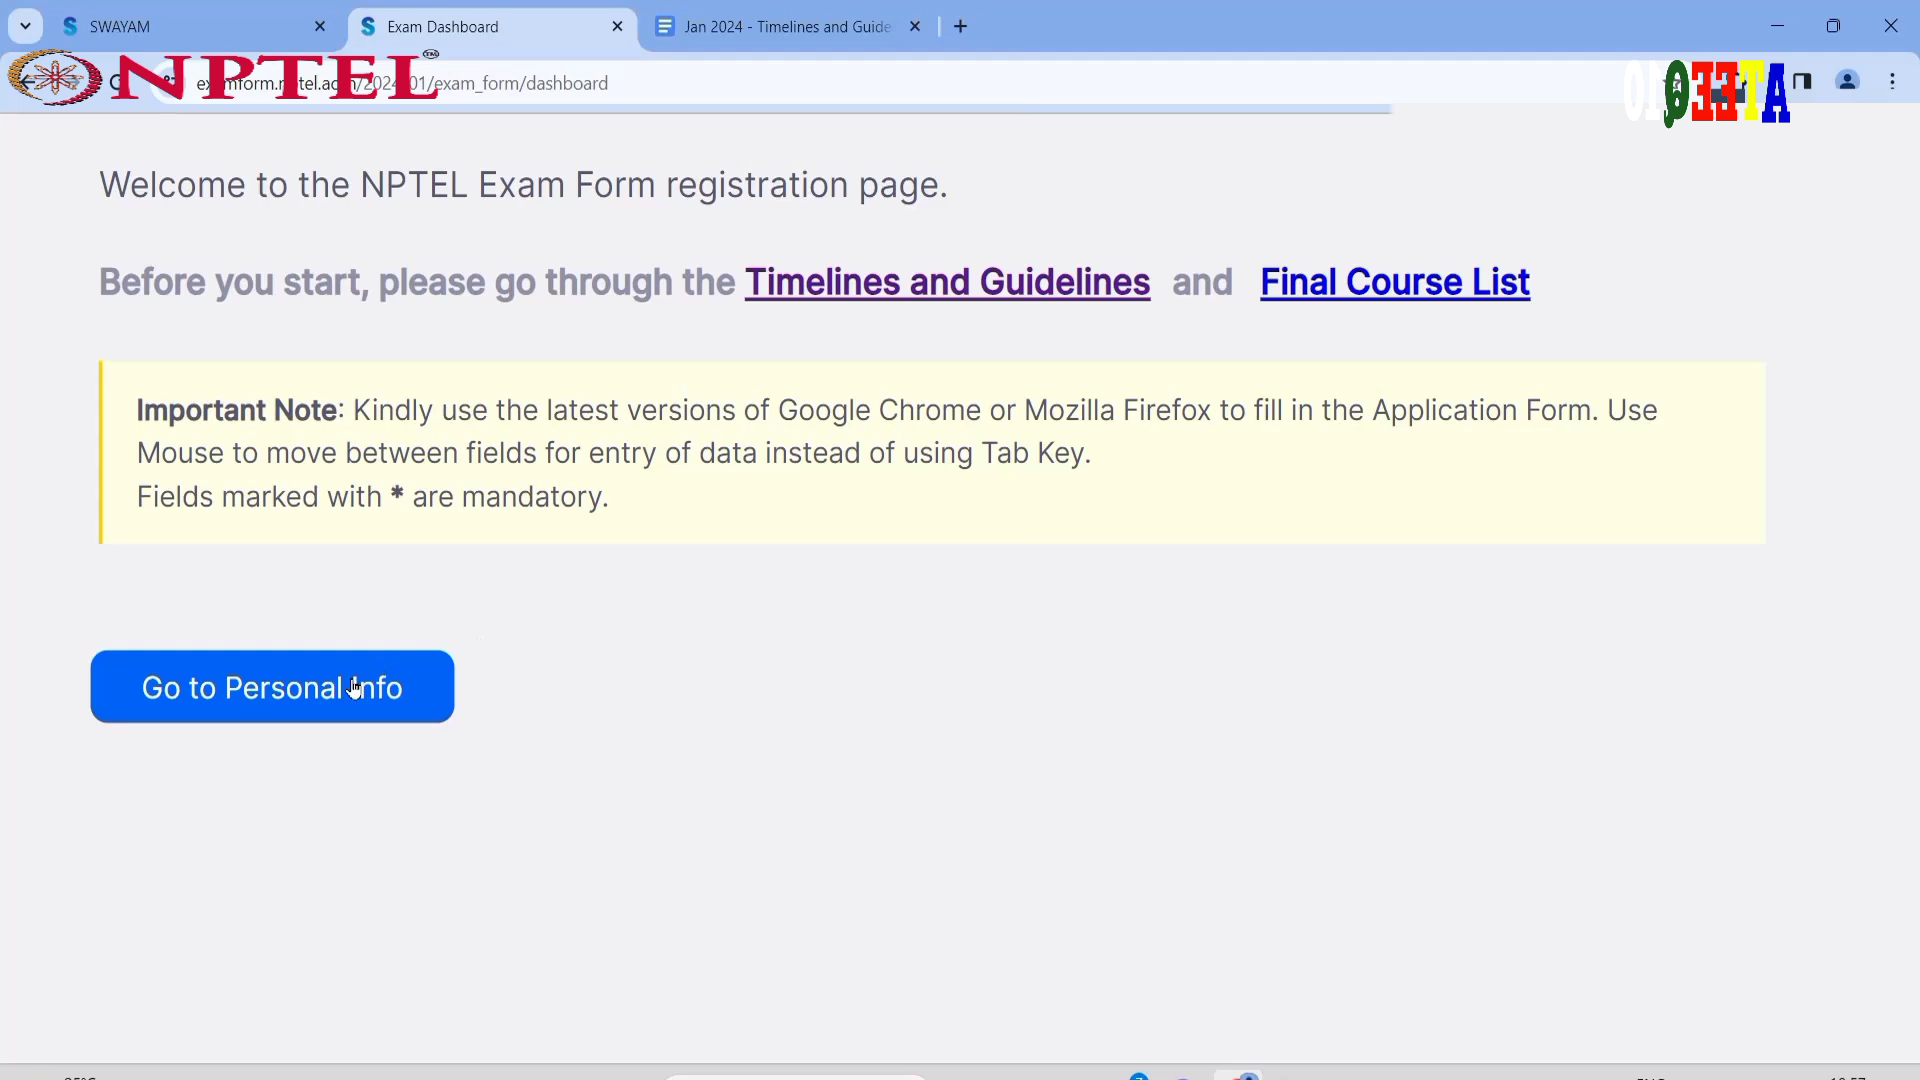 SWAYAM
Exam Dashboard
Jan 2024 - Timelines and Guide
NPTEL
/exam_form/dashboard
Welcome to the NPTEL Exam Form registration page.
Before you start, please go through the Timelines and Guidelines and Final Course List
Important Note: Kindly use the latest versions of Google Chrome or Mozilla Firefox to fill in the Application Form. Use
Mouse to move between fields for entry of data instead of using Tab Key.
Fields marked with * are mandatory.
Go to Personal Info